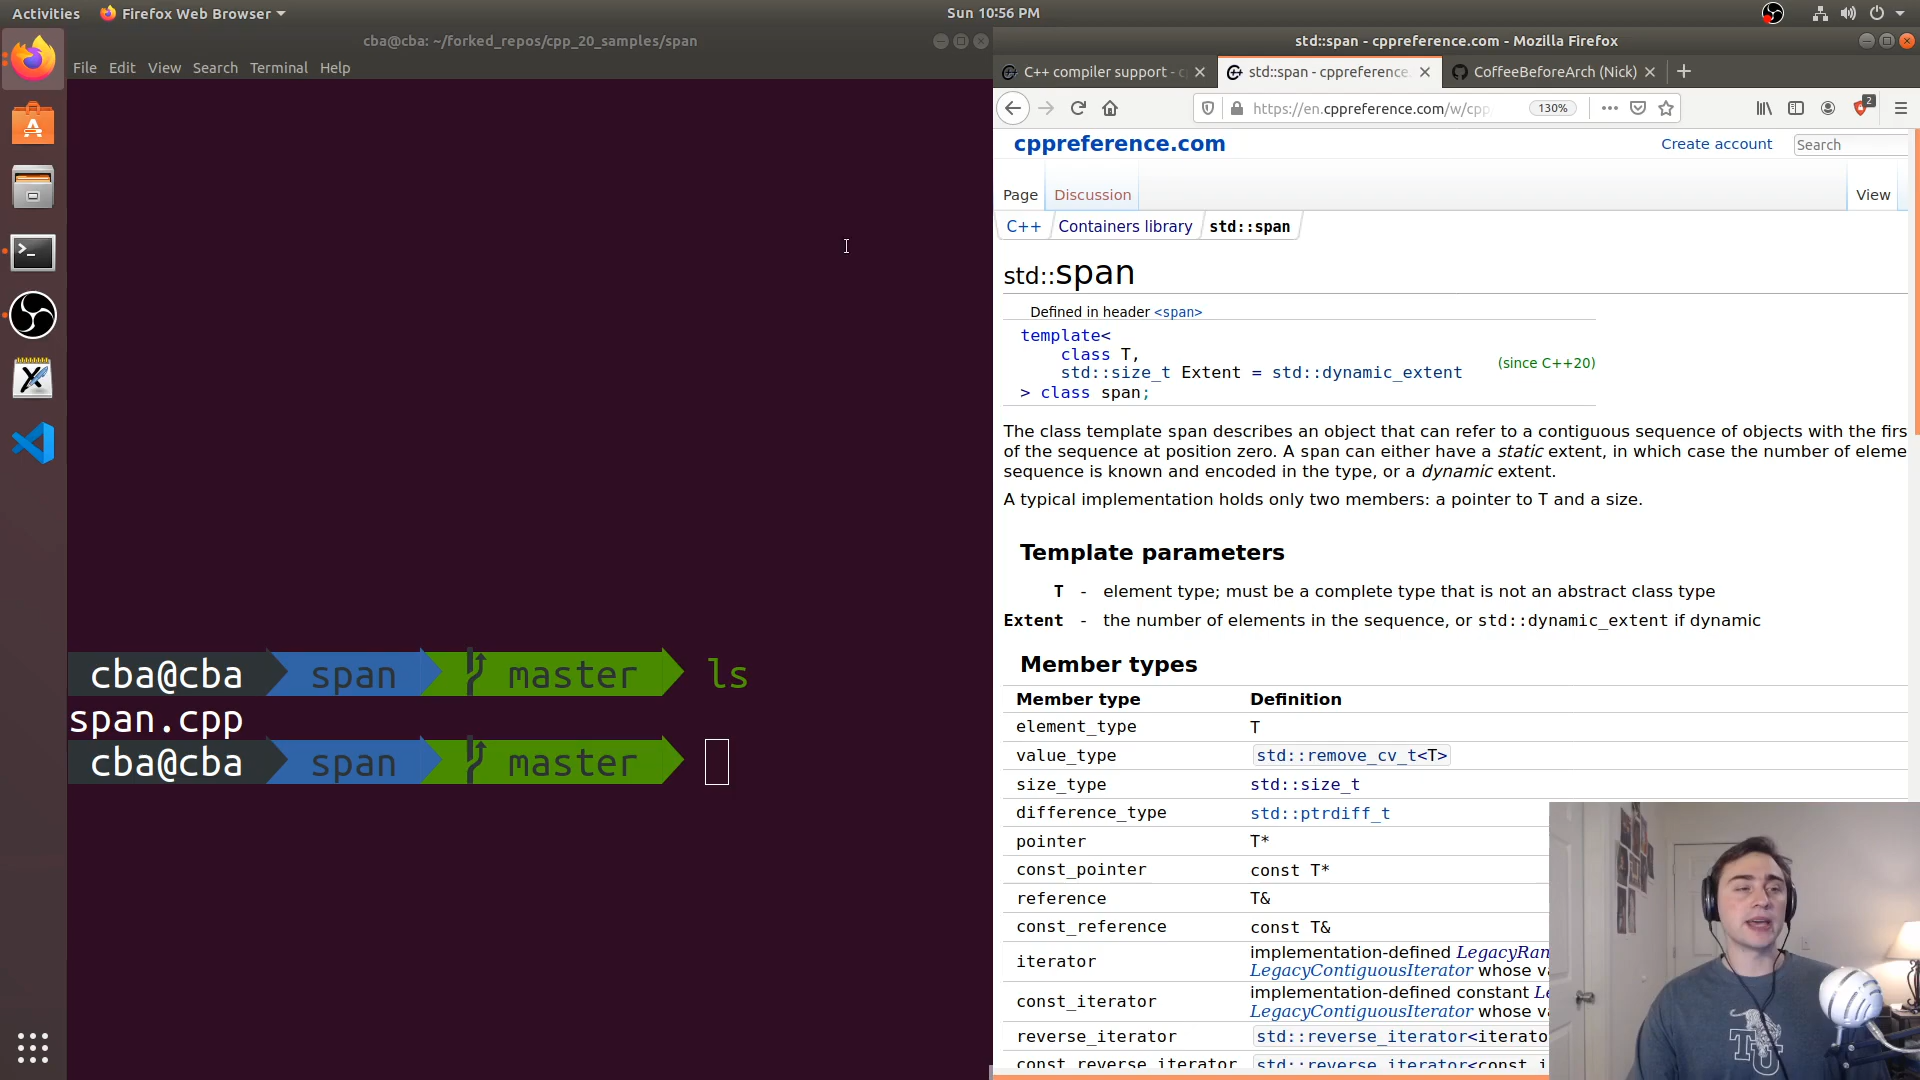 Activities
Firefox Web Browser
Sun 10:56 PM
cba@cba: ~/forked_repos/cpp_20_samples/span
File Edit View Search Terminal Help
cba@cba span master ls
span.cpp
cba@cba span master
std::span - cppreference.com - Mozilla Firefox
C++ compiler support - c
std::span - cppreference.
CoffeeBeforeArch (Nick)
https://en.cppreference.com/w/cpp/
130%
2
cppreference.com
Create account
Search
Page Discussion
View
C++ Containers library std::span
std::span
Defined in header <span>
template<
class T,
std::size_t Extent = std::dynamic_extent
> class span;
(since C++20)
The class template span describes an object that can refer to a contiguous sequence of objects with the firs
of the sequence at position zero. A span can either have a static extent, in which case the number of eleme
sequence is known and encoded in the type, or a dynamic extent.
A typical implementation holds only two members: a pointer to T and a size.
Template parameters
T - element type; must be a complete type that is not an abstract class type
Extent - the number of elements in the sequence, or std::dynamic_extent if dynamic
Member types
Member type Definition
element_type T
value_type std::remove_cv_t<T>
size_type std::size_t
difference_type std::ptrdiff_t
pointer T*
const_pointer const T*
reference T&
const_reference const T&
iterator implementation-defined LegacyRan
LegacyContiguousIterator whose va
const_iterator implementation-defined constant Le
LegacyContiguousIterator whose va
reverse_iterator std::reverse_iterator<iterato
const_reverse_iterator std::reverse_iterator<const_i
TU